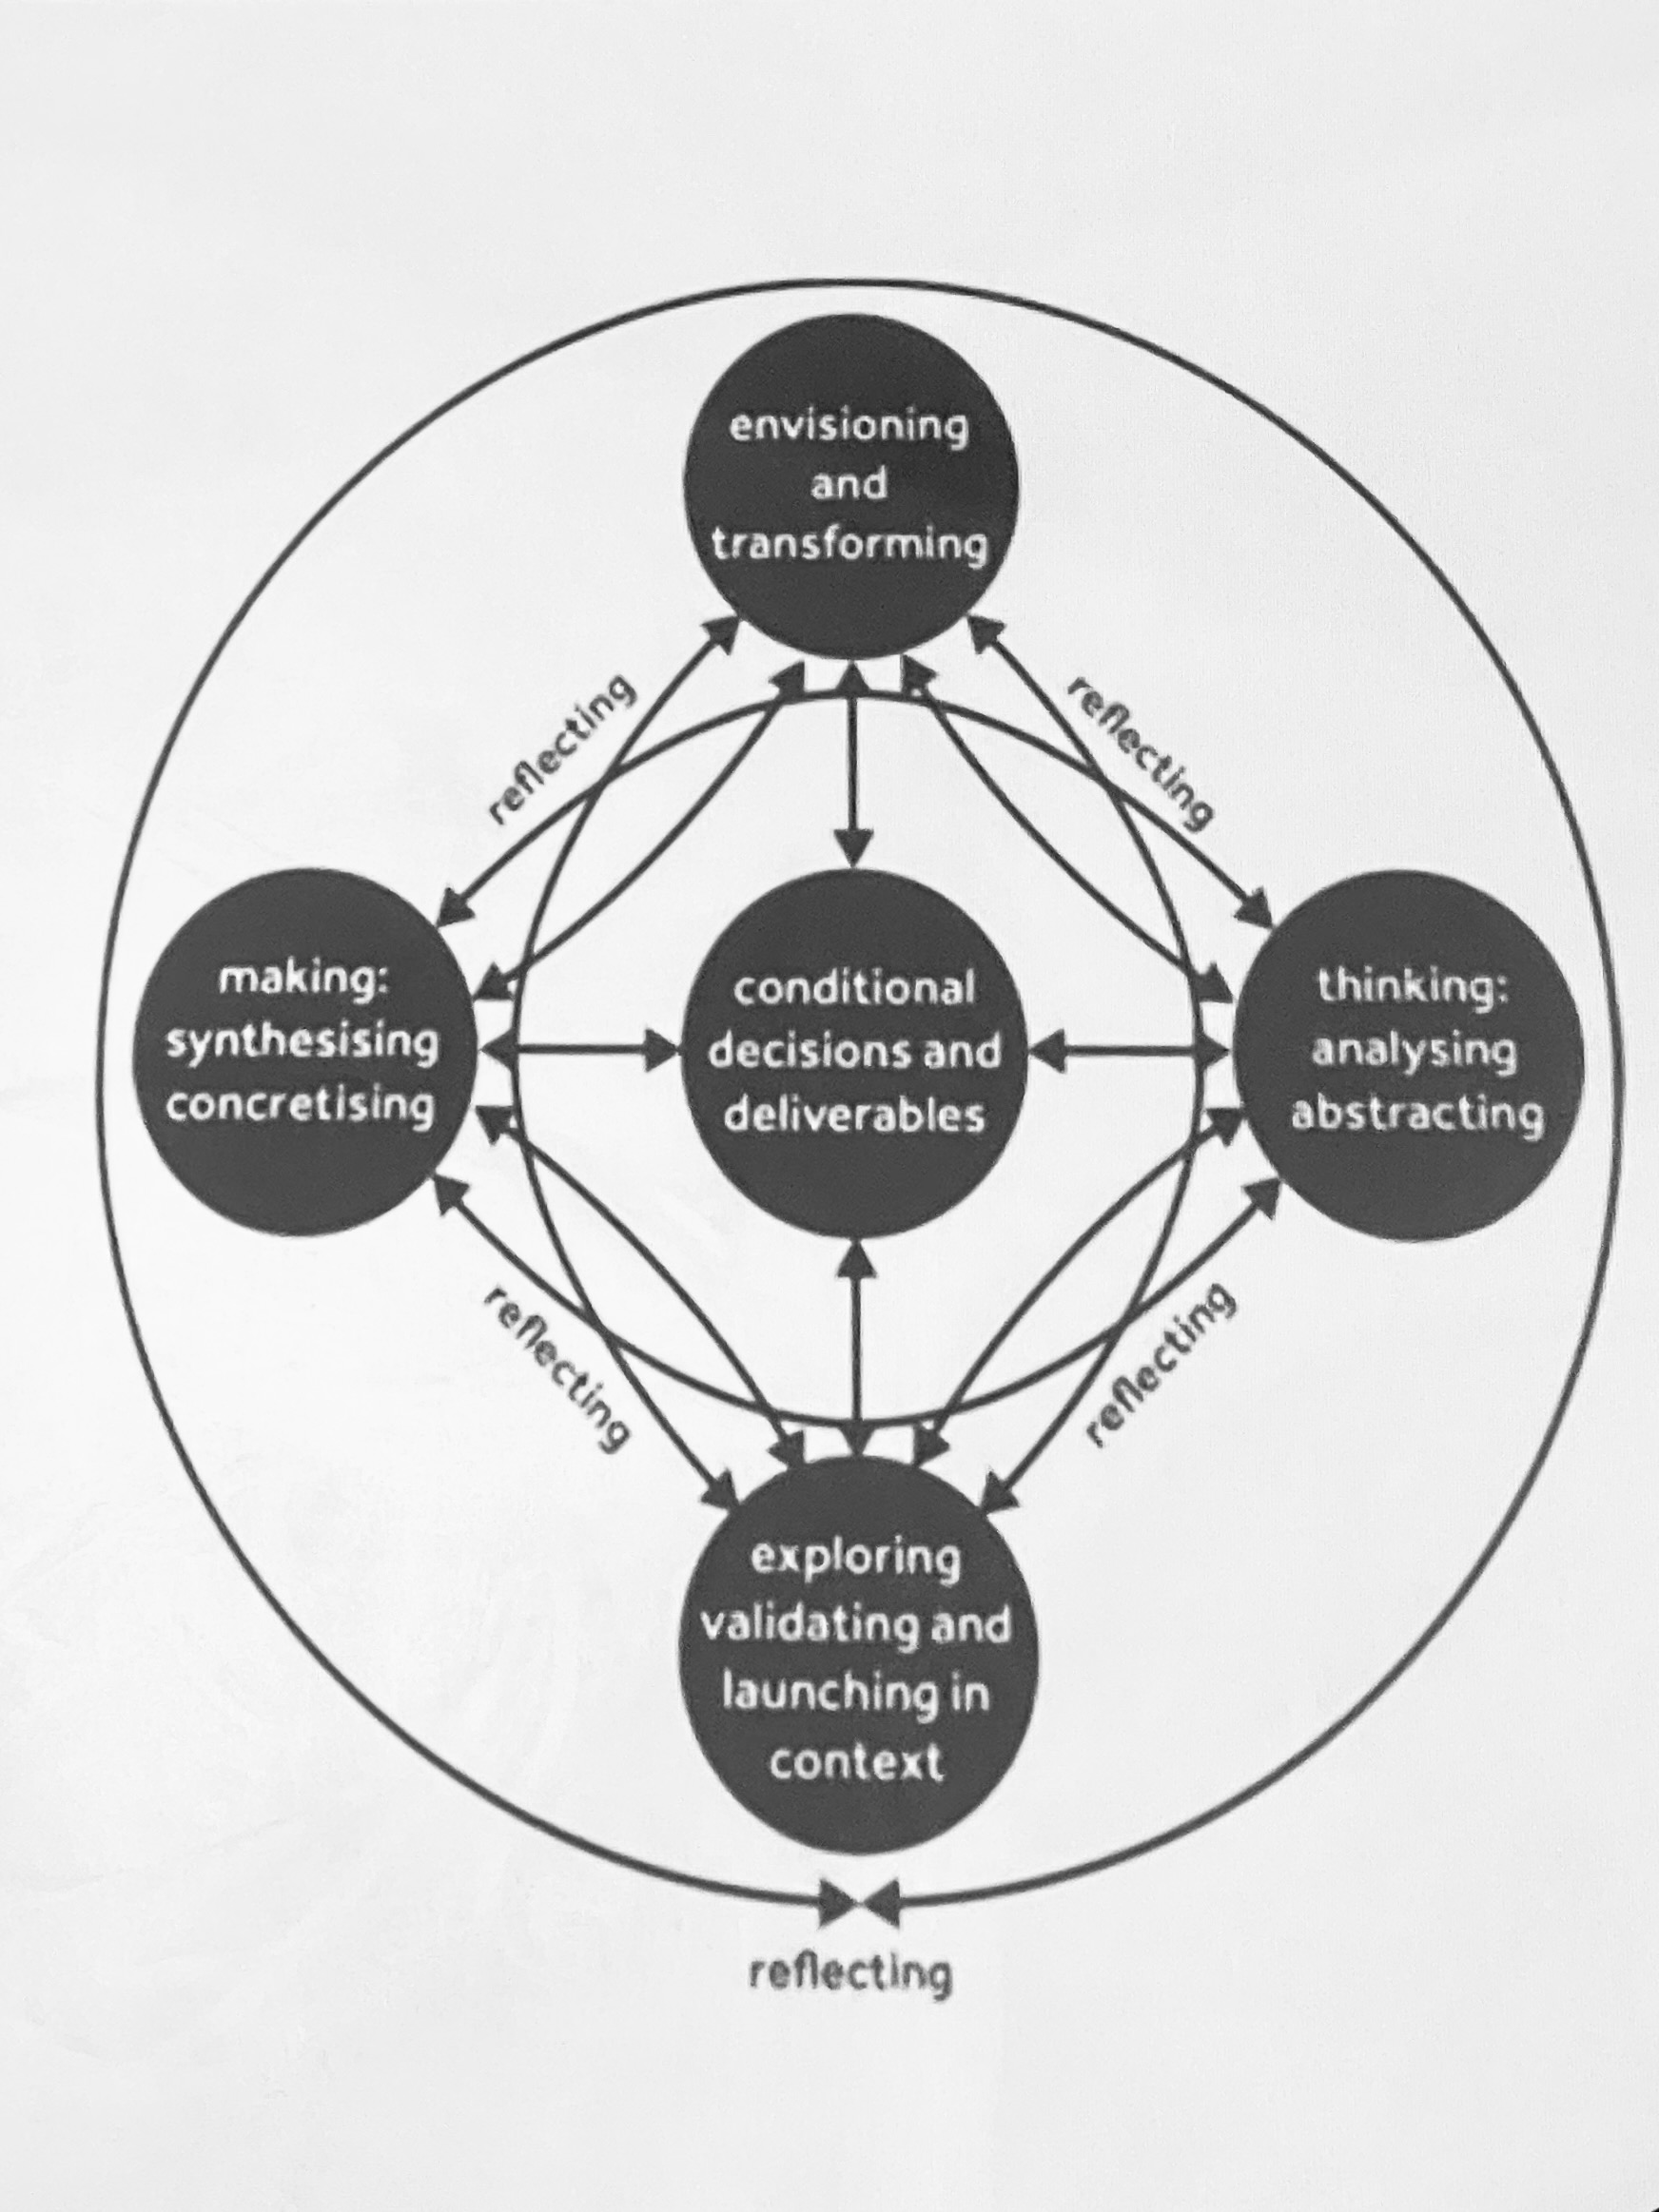 envisioning
and
transforming
reflecting
reflecting
making:
synthesising
concretising
conditional
decisions and
deliverables
thinking:
analysing
abstracting
reflecting
reflecting
exploring
validating and
launching in
context
reflecting